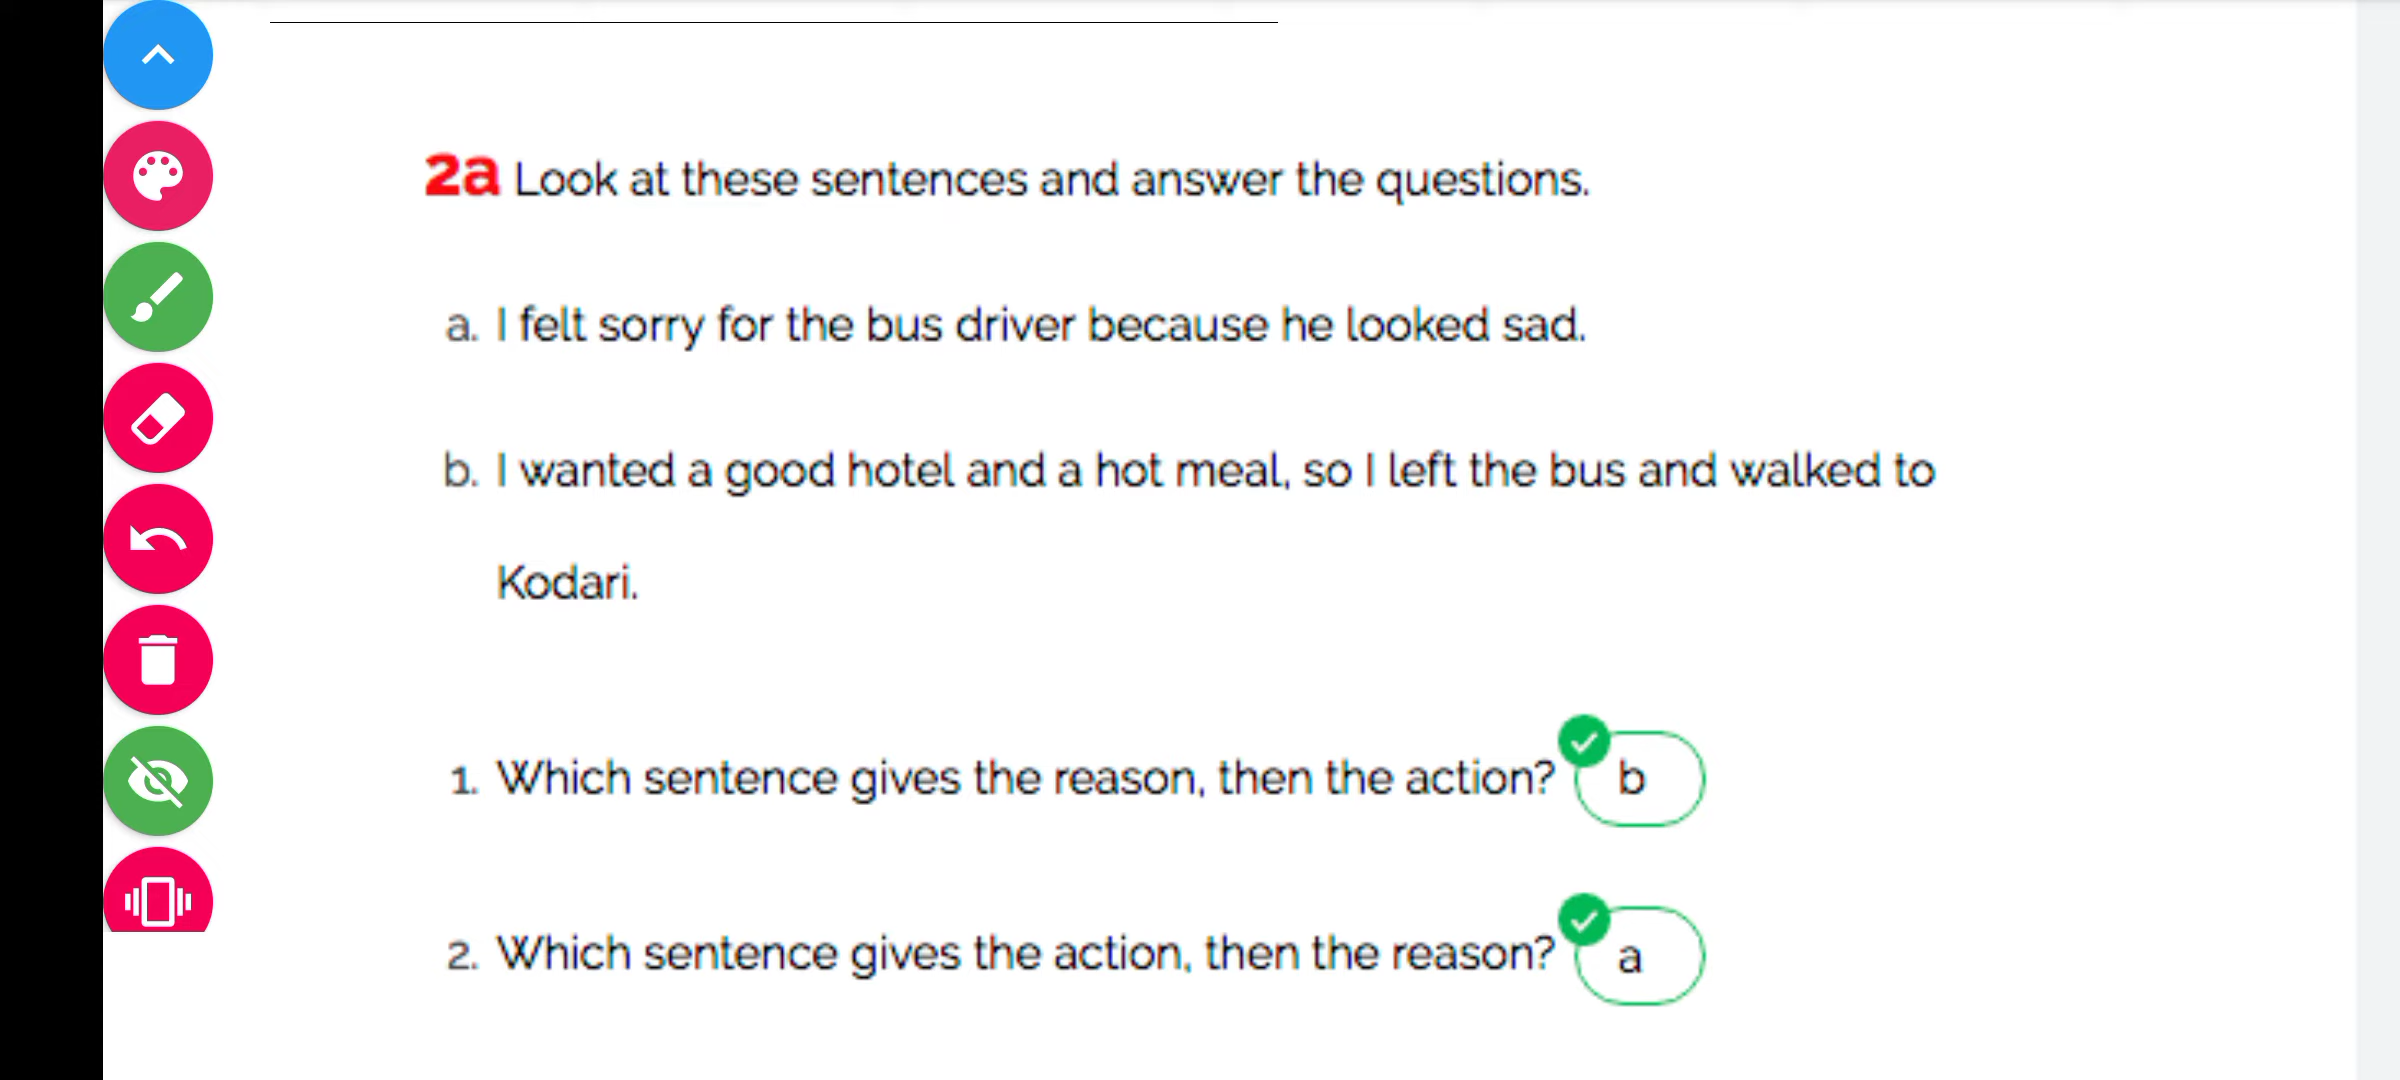 2a Look at these sentences and answer the questions.
a. I felt sorry for the bus driver because he looked sad.
b. I wanted a good hotel and a hot meal, so I left the bus and walked to
Kodari.
1. Which sentence gives the reason, then the action? b
2. Which sentence gives the action, then the reason? a